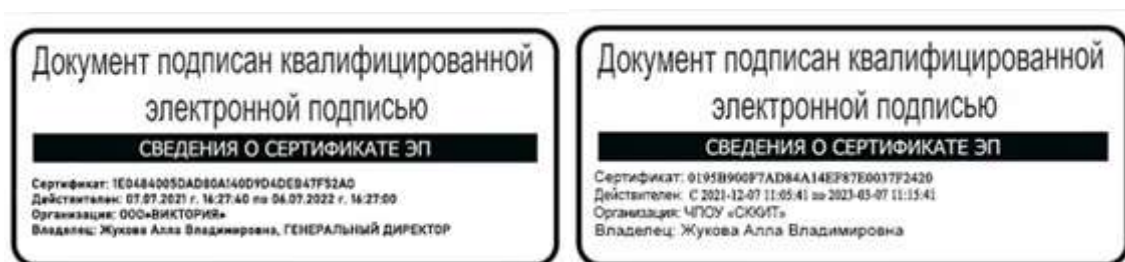 Документ подписан квалифицированной
электронной подписью
СВЕДЕНИЯ О СЕРТИФИКАТЕ ЭП
Сертификат: 1E0484005DAD80A140D9D4DEB47F52AD
Действителен: 07.07.2021 г. 16:27:40 по 06.07.2022 г. 16:27:00
Организация: ООО«ВИКТОРИЯ»
Владелец: Жукова Алла Владимировна, ГЕНЕРАЛЬНЫЙ ДИРЕКТОР
Документ подписан квалифицированной
электронной подписью
СВЕДЕНИЯ О СЕРТИФИКАТЕ ЭП
Сертификат: 0195B900F7AD84A14EF87E0037F2420
Действителен: С 2021-12-07 11:05:41 по 2023-03-07 11:15:41
Организация: ЧПОУ «СККИТ»
Владелец: Жукова Алла Владимировна